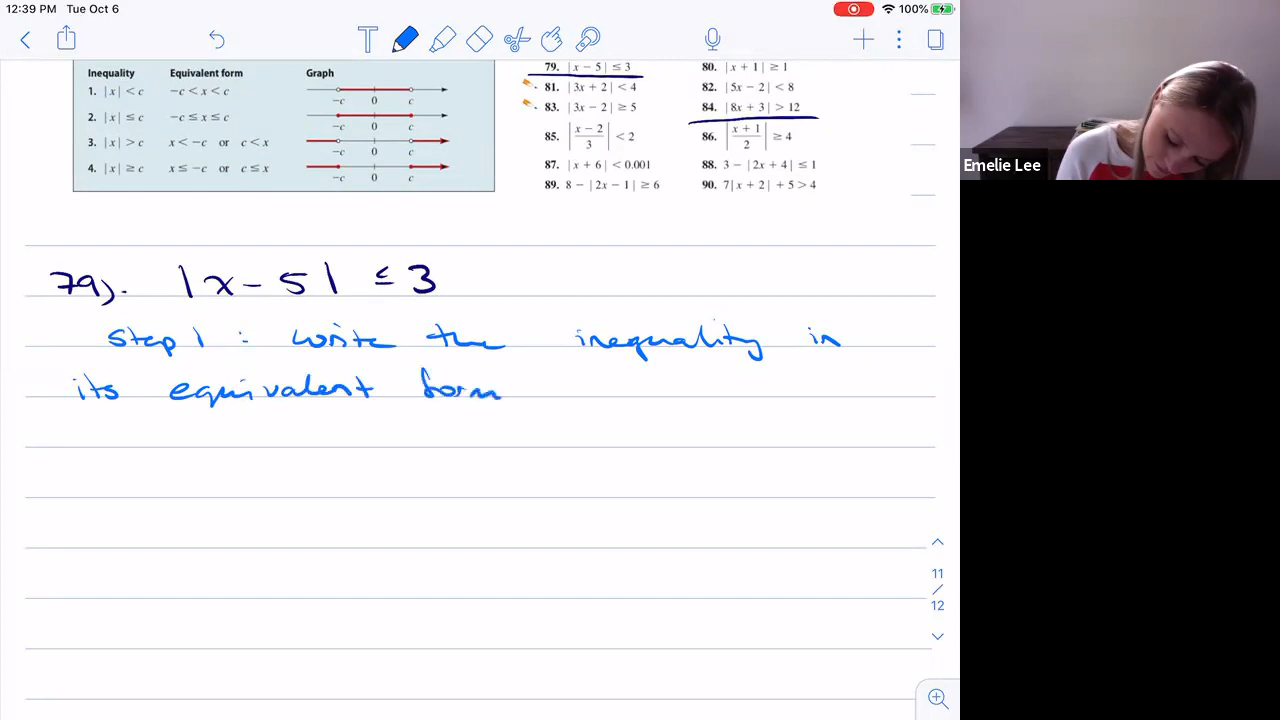 12:39 PM Tue Oct 6
100%
Inequality Equivalent form Graph
1. |x| < c −c < x < c
−c 0 c
2. |x| ≤ c −c ≤ x ≤ c
−c 0 c
3. |x| > c x < −c or c < x
−c 0 c
4. |x| ≥ c x ≤ −c or c ≤ x
−c 0 c
79. |x − 5| ≤ 3 80. |x + 1| ≥ 1
81. |3x + 2| < 4 82. |5x − 2| < 8
83. |3x − 2| ≥ 5 84. |8x + 3| > 12
85. |x − 2 / 3| < 2 86. |x + 1 / 2| ≥ 4
87. |x + 6| < 0.001 88. 3 − |2x + 4| ≤ 1
89. 8 − |2x − 1| ≥ 6 90. 7|x + 2| + 5 > 4
Emelie Lee
79). |x - 5| ≤ 3
Step 1 : write the inequality in
its equivalent form
11
/
12